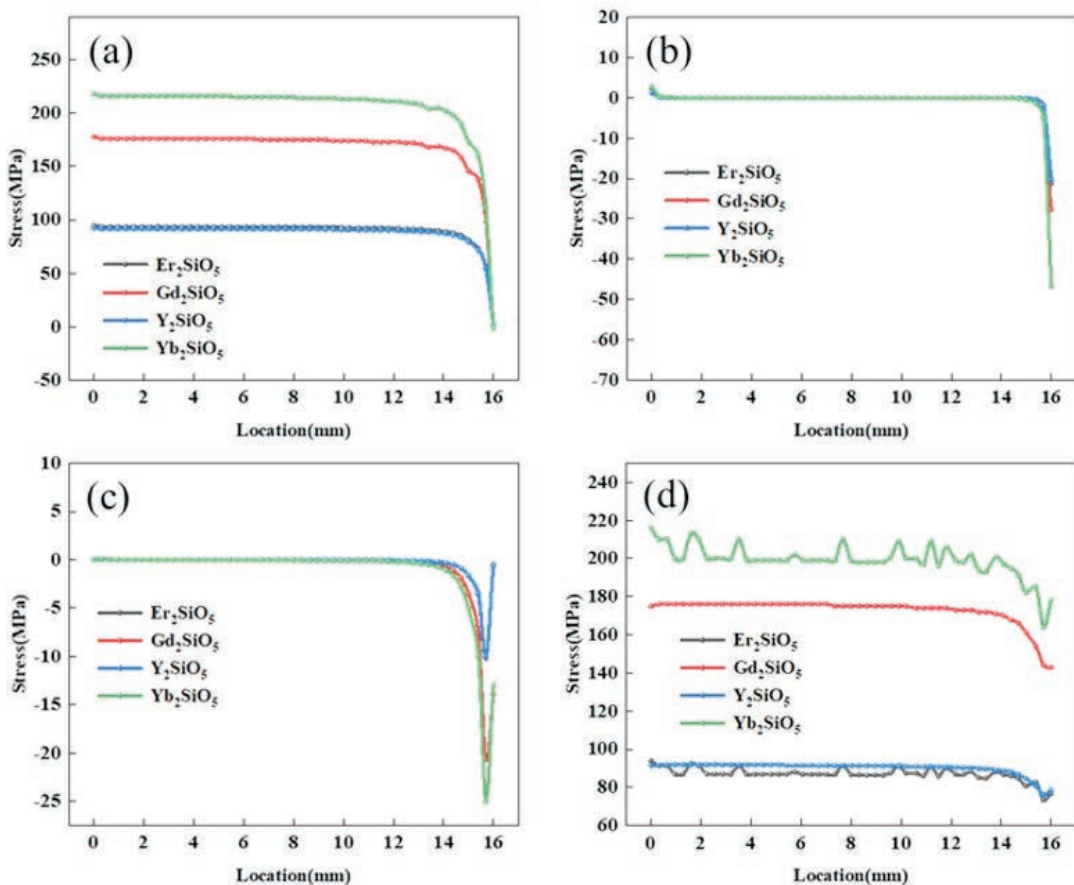 (a)
Stress(MPa)
250
200
150
100
50
0
-50
Er₂SiO₅
Gd₂SiO₅
Y₂SiO₅
Yb₂SiO₅
0 2 4 6 8 10 12 14 16
Location(mm)
(b)
Stress(MPa)
20
10
0
-10
-20
-30
-40
-50
-60
-70
Er₂SiO₅
Gd₂SiO₅
Y₂SiO₅
Yb₂SiO₅
0 2 4 6 8 10 12 14 16
Location(mm)
(c)
Stress(MPa)
10
5
0
-5
-10
-15
-20
-25
Er₂SiO₅
Gd₂SiO₅
Y₂SiO₅
Yb₂SiO₅
0 2 4 6 8 10 12 14 16
Location(mm)
(d)
Stress(MPa)
240
220
200
180
160
140
120
100
80
60
Er₂SiO₅
Gd₂SiO₅
Y₂SiO₅
Yb₂SiO₅
0 2 4 6 8 10 12 14 16
Location(mm)